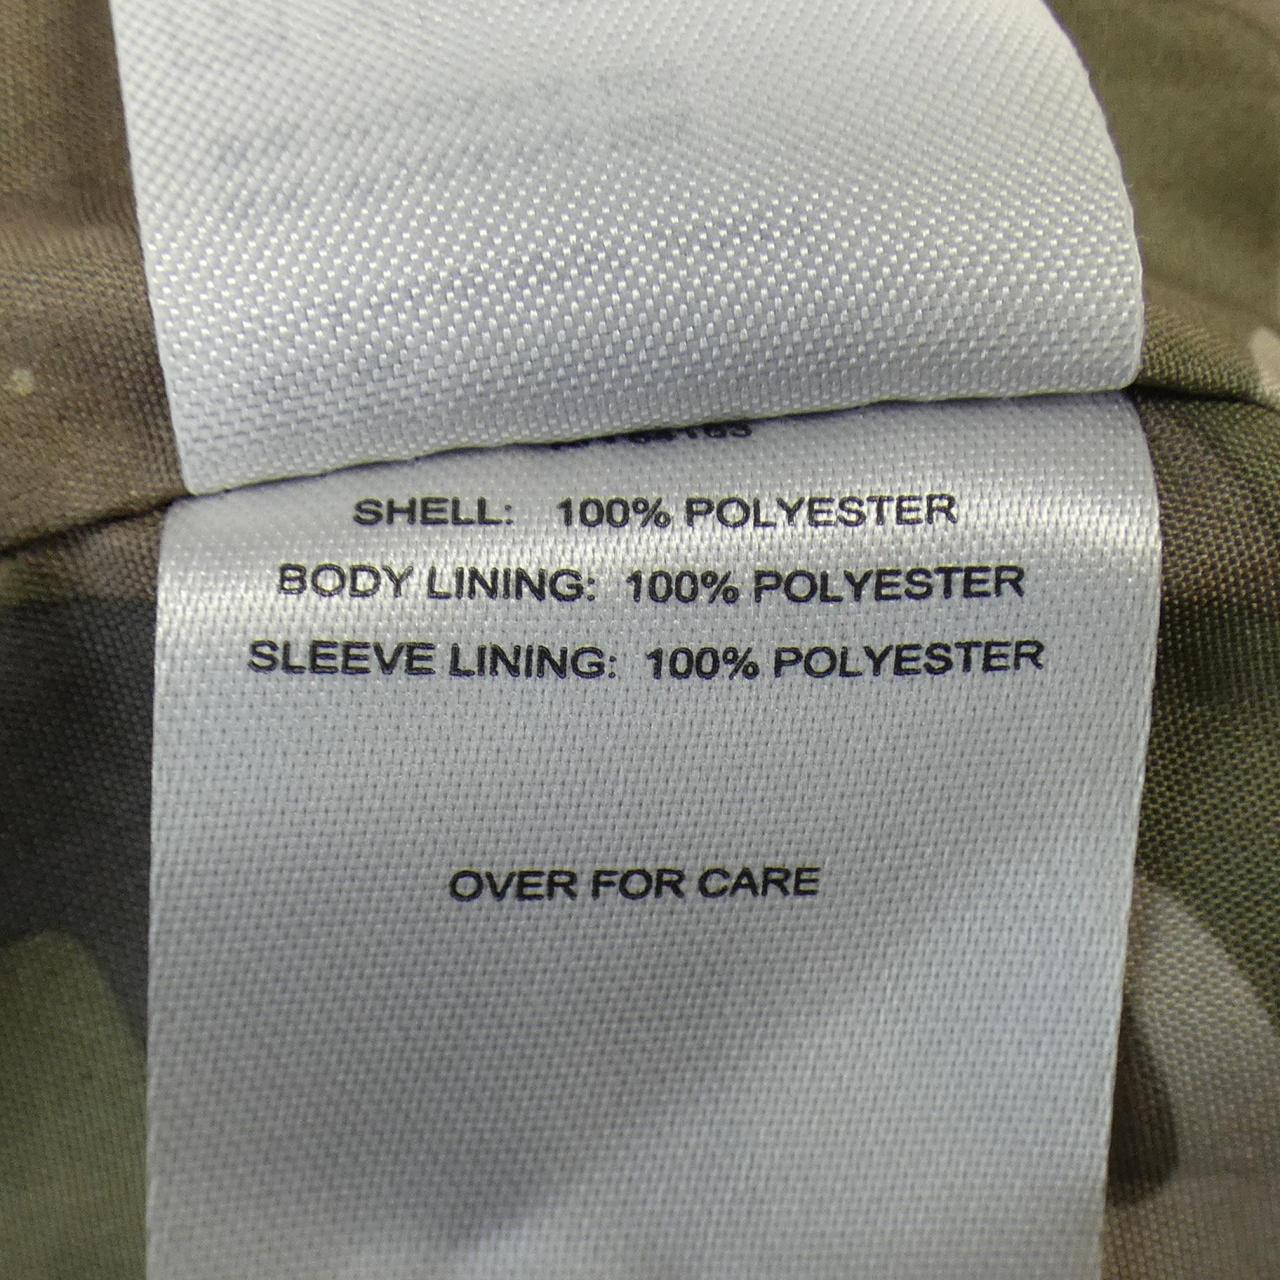 SHELL: 100% POLYESTER
BODY LINING: 100% POLYESTER
SLEEVE LINING: 100% POLYESTER
OVER FOR CARE